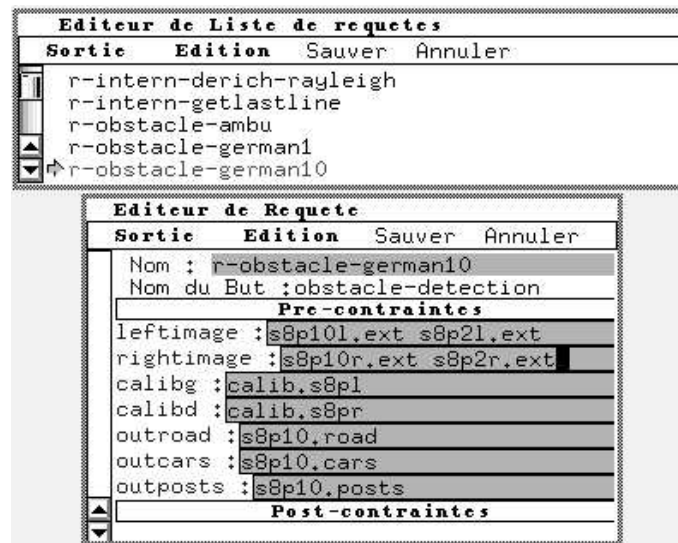 Editeur de Liste de requetes
Sortie Edition Sauver Annuler
r-intern-derich-rayleigh
r-intern-getlastline
r-obstacle-ambu
r-obstacle-german1
r-obstacle-german10
Editeur de Requete
Sortie Edition Sauver Annuler
Nom : r-obstacle-german10
Nom du But :obstacle-detection
Pre-contraintes
leftimage :s8p10l.ext s8p2l.ext
rightimage :s8p10r.ext s8p2r.ext
calibg :calib.s8pl
calibd :calib.s8pr
outroad :s8p10.road
outcars :s8p10.cars
outposts :s8p10.posts
Post-contraintes